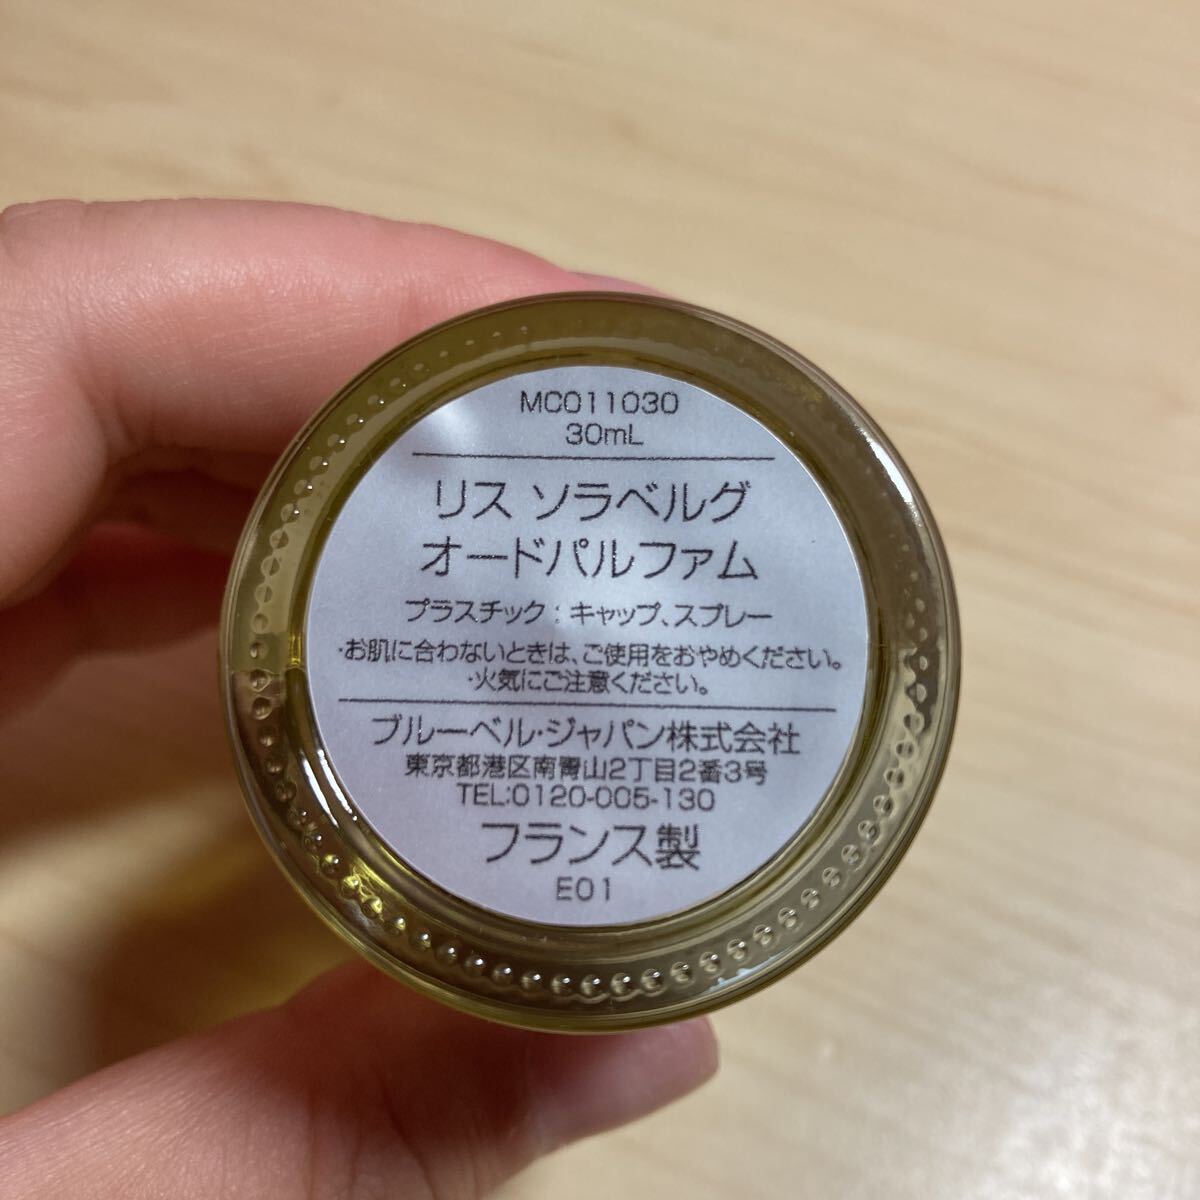 MC011030
30mL
リス ソラベルグ
オードパルファム
プラスチック:キャップ、スプレー
・お肌に合わないときは、ご使用をおやめください。
・火気にご注意ください。
ブルーベル・ジャパン株式会社
東京都港区南青山2丁目2番3号
TEL:0120-005-130
フランス製
E01